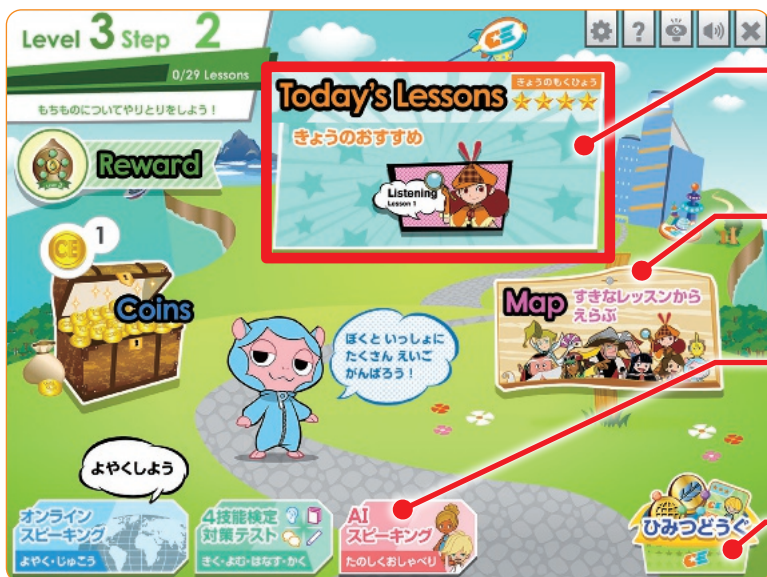 Level 3 Step 2
0/29 Lessons
もちものについてやりとりをしよう！
Reward
1
CE
Coins
Today's Lessons
きょうのもくひょう
きょうのおすすめ
Listening
Lesson 1
CE
?
Map
すきなレッスンから
えらぶ
ぼくと いっしょに
たくさん えいご
がんばろう！
よやくしよう
オンライン
スピーキング
よやく・じゅこう
4技能検定
対策テスト
きく・よむ・はなす・かく
AI
スピーキング
たのしくおしゃべり
ひみつどうぐ
CE